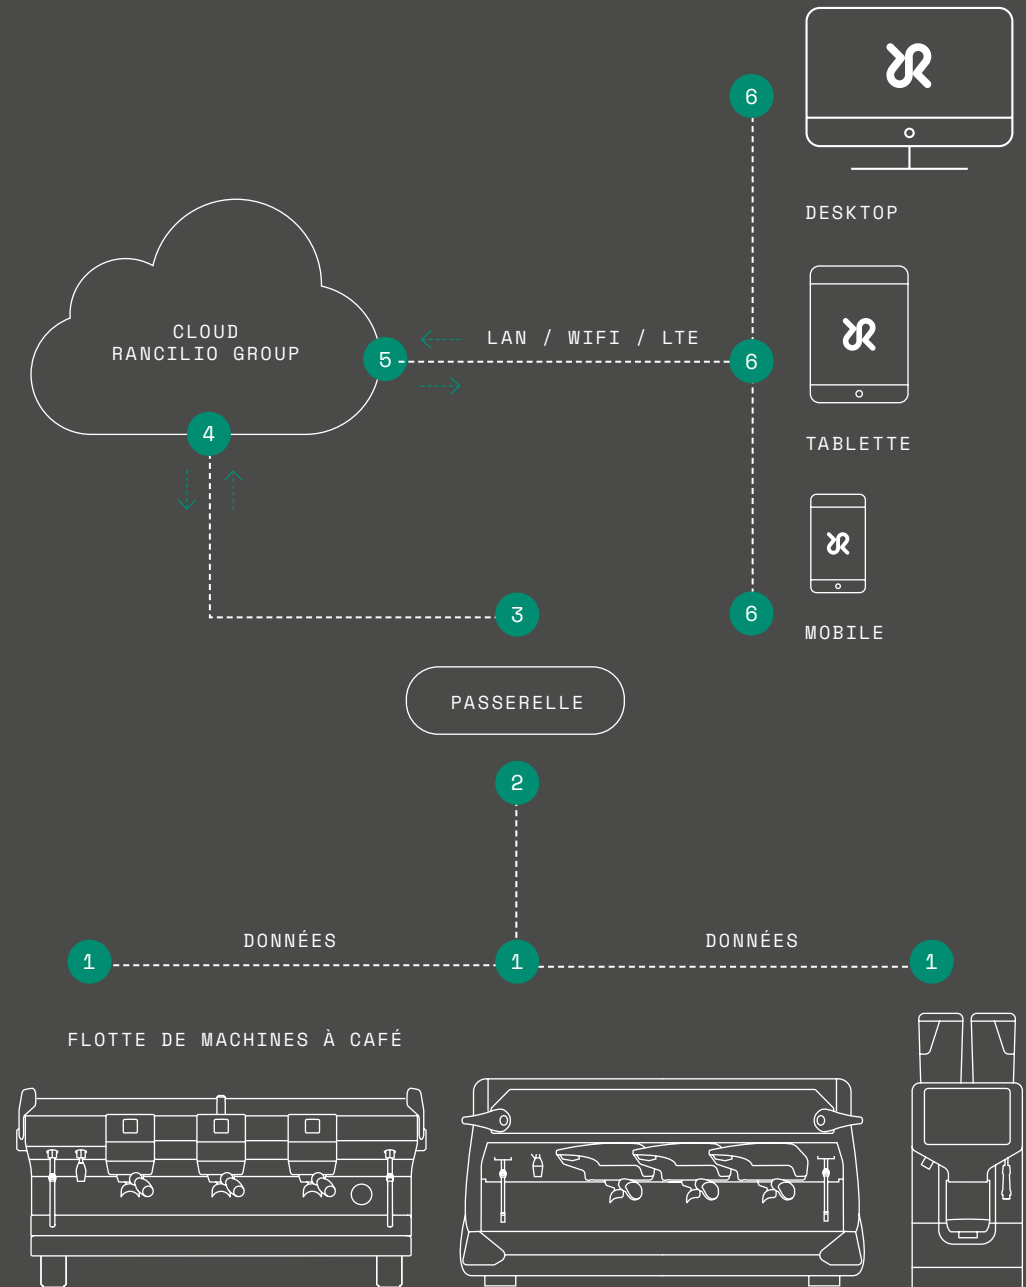 6
DESKTOP
CLOUD
RANCILIO GROUP
5
LAN / WIFI / LTE
6
4
TABLETTE
3
6
MOBILE
PASSERELLE
2
DONNÉES
DONNÉES
1
1
1
FLOTTE DE MACHINES À CAFÉ